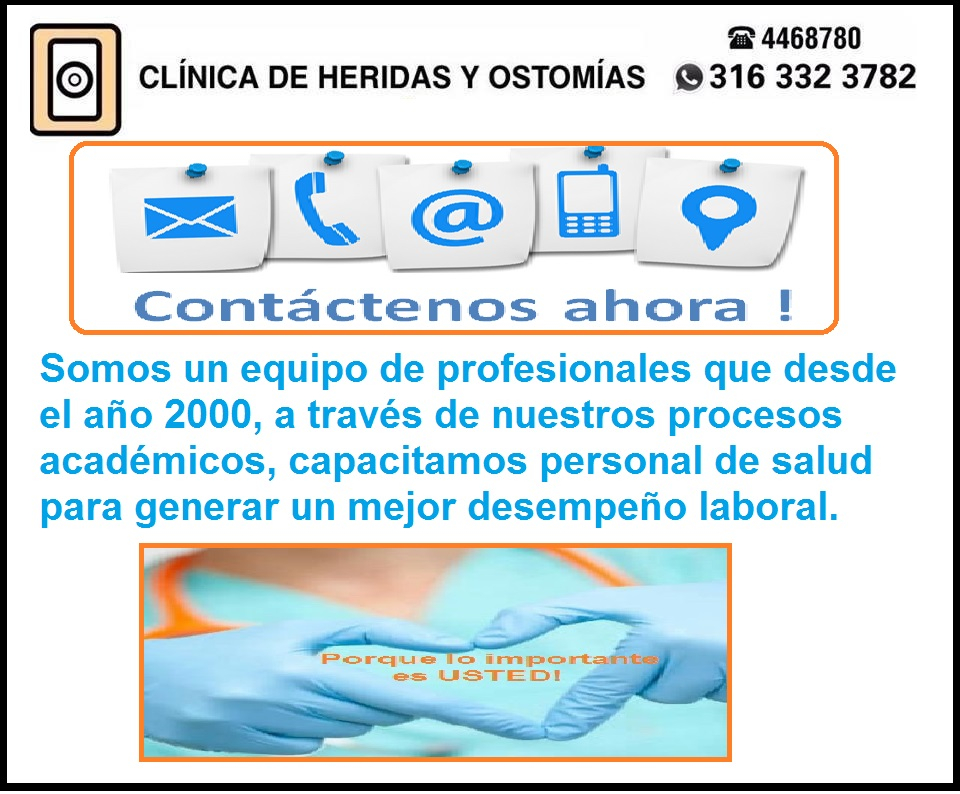 CLÍNICA DE HERIDAS Y OSTOMÍAS
4468780
316 332 3782
@
Contáctenos ahora !
Somos un equipo de profesionales que desde
el año 2000, a través de nuestros procesos
académicos, capacitamos personal de salud
para generar un mejor desempeño laboral.
Porque lo importante
es USTED!